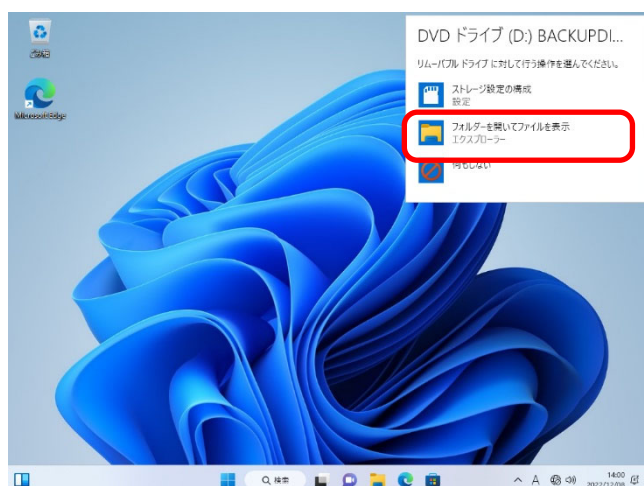 ごみ箱
Microsoft Edge
DVD ドライブ (D:) BACKUPDI...
リムーバブル ドライブ に対して行う操作を選んでください。
ストレージ設定の構成
設定
フォルダーを開いてファイルを表示
エクスプローラー
何もしない
検索
A
14:00
2022/12/08